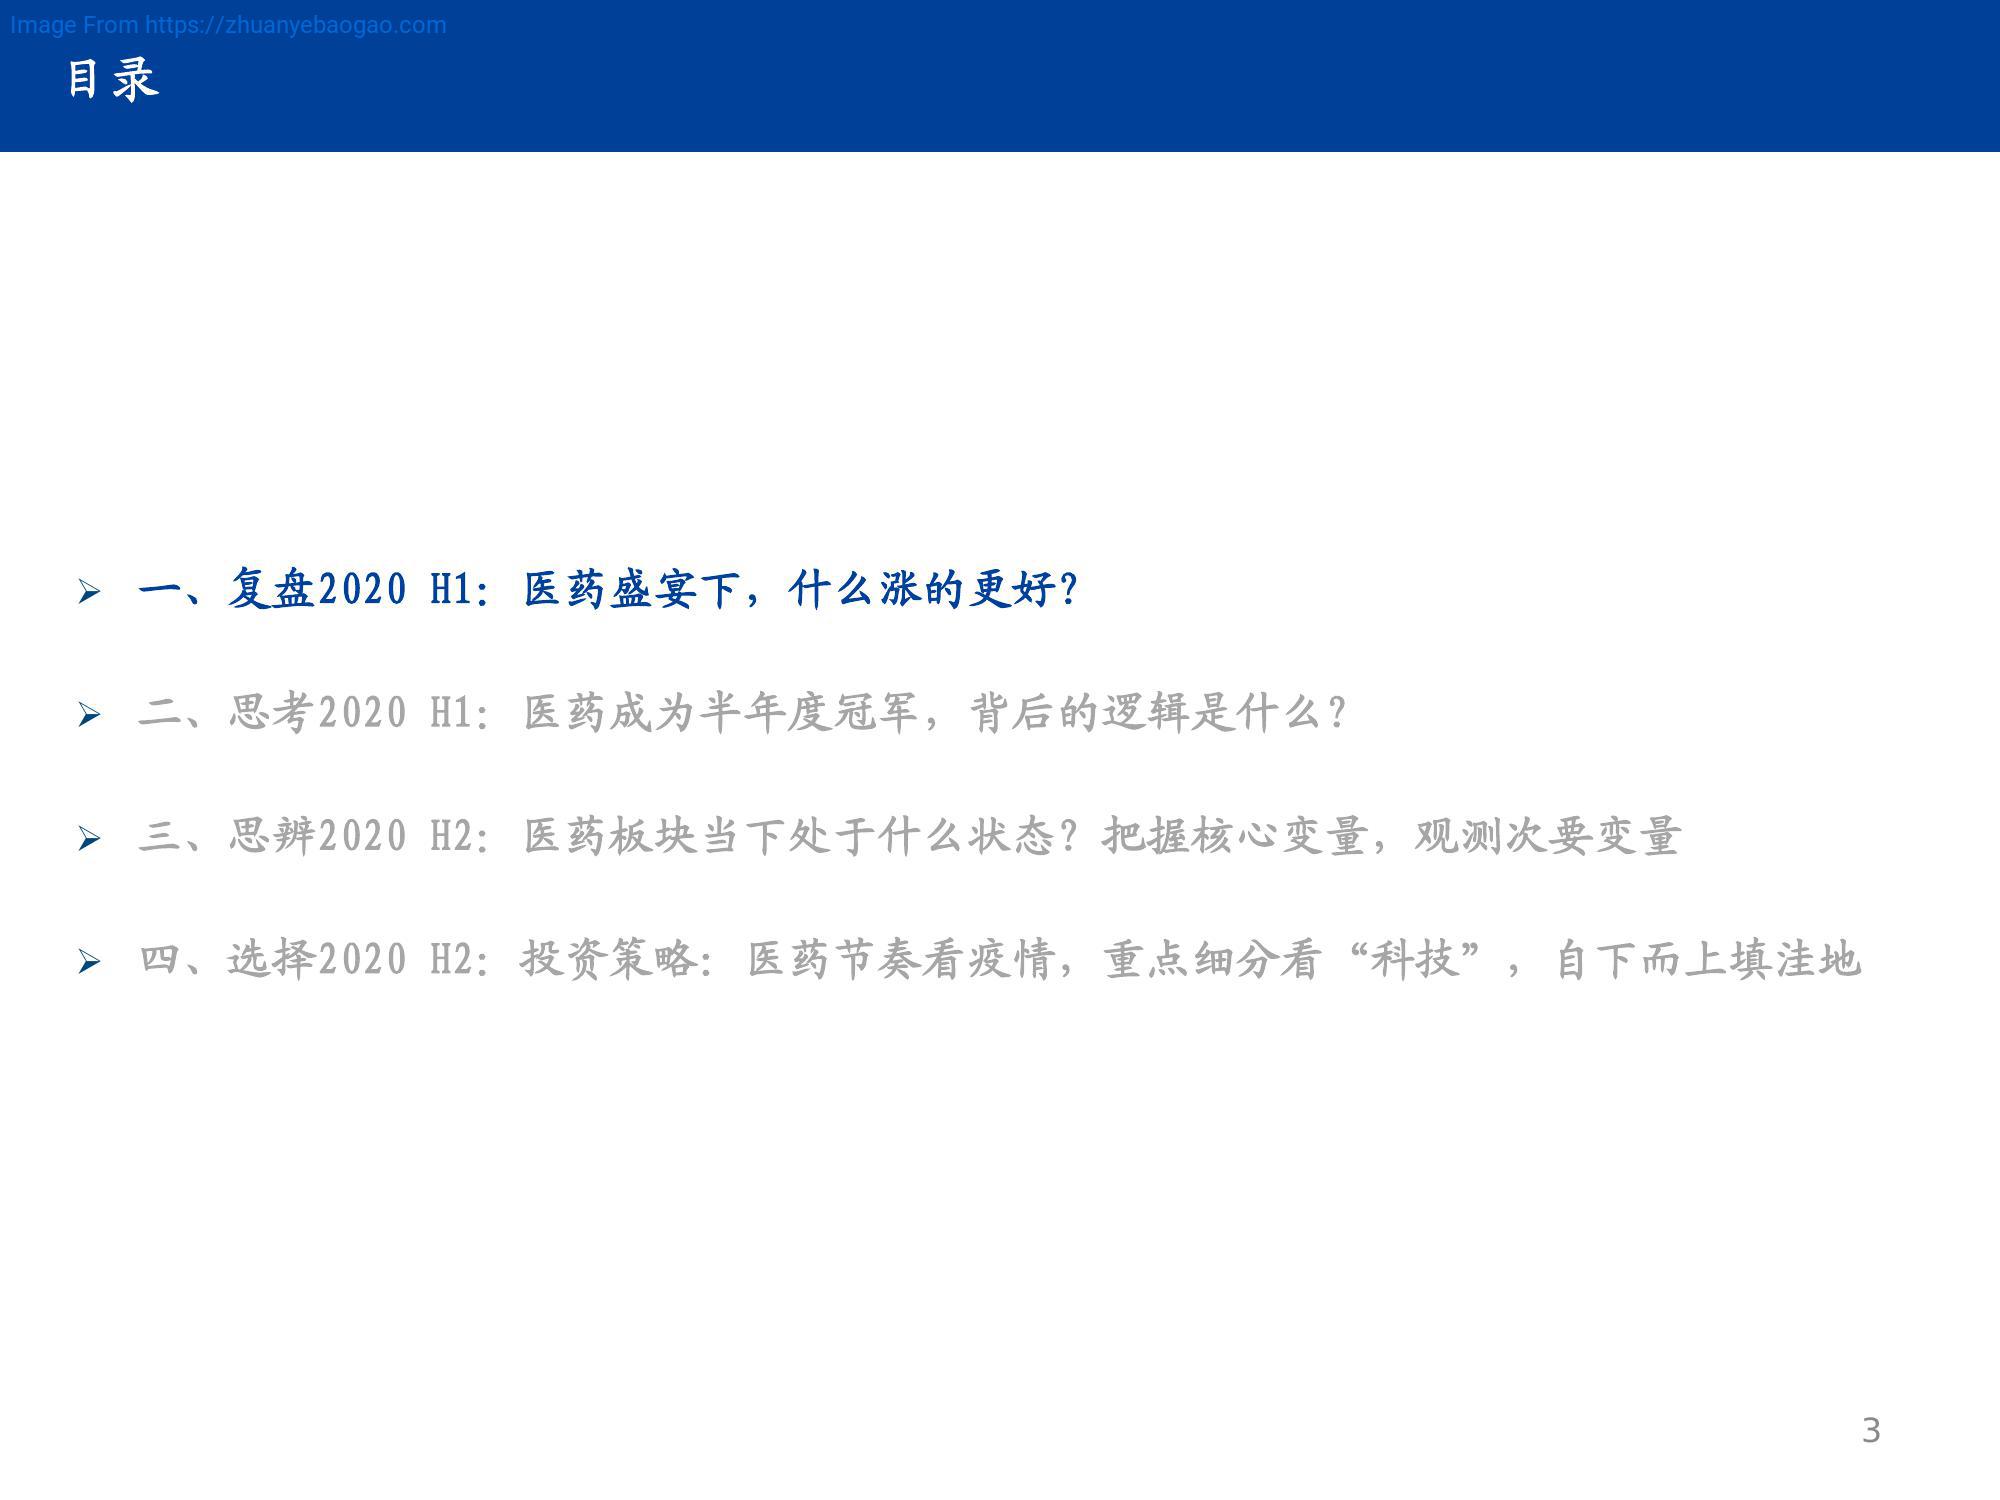 Image From https://zhuanyebaogao.com
目录
➢ 一、复盘2020 H1：医药盛宴下，什么涨的更好？
➢ 二、思考2020 H1：医药成为半年度冠军，背后的逻辑是什么？
➢ 三、思辨2020 H2：医药板块当下处于什么状态？把握核心变量，观测次要变量
➢ 四、选择2020 H2：投资策略：医药节奏看疫情，重点细分看“科技”，自下而上填洼地
3